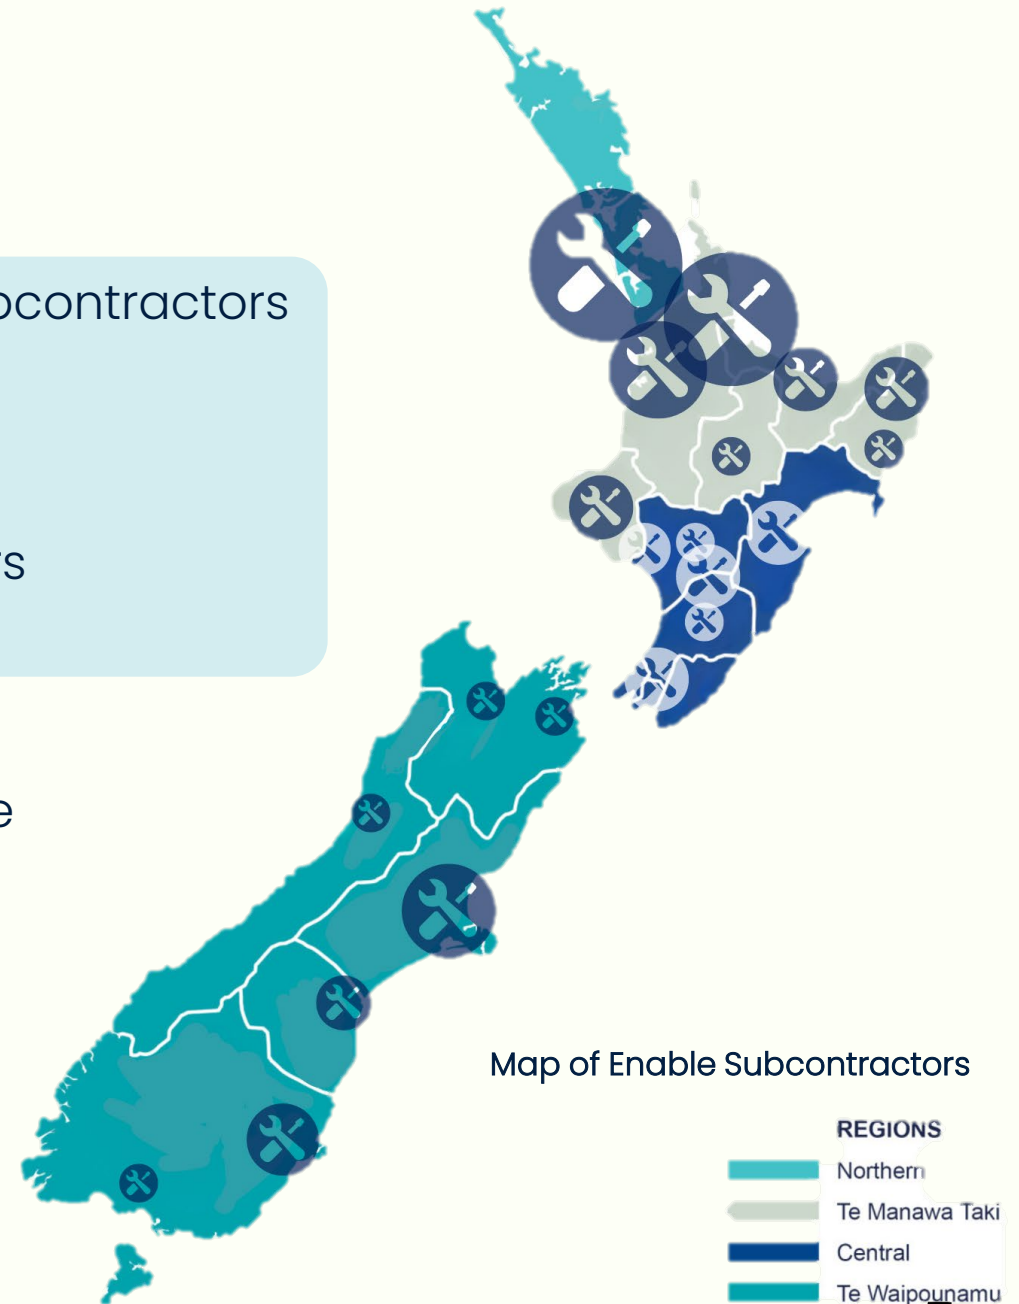 bcontractors
rs
e
Map of Enable Subcontractors
REGIONS
Northern
Te Manawa Taki
Central
Te Waipounamu